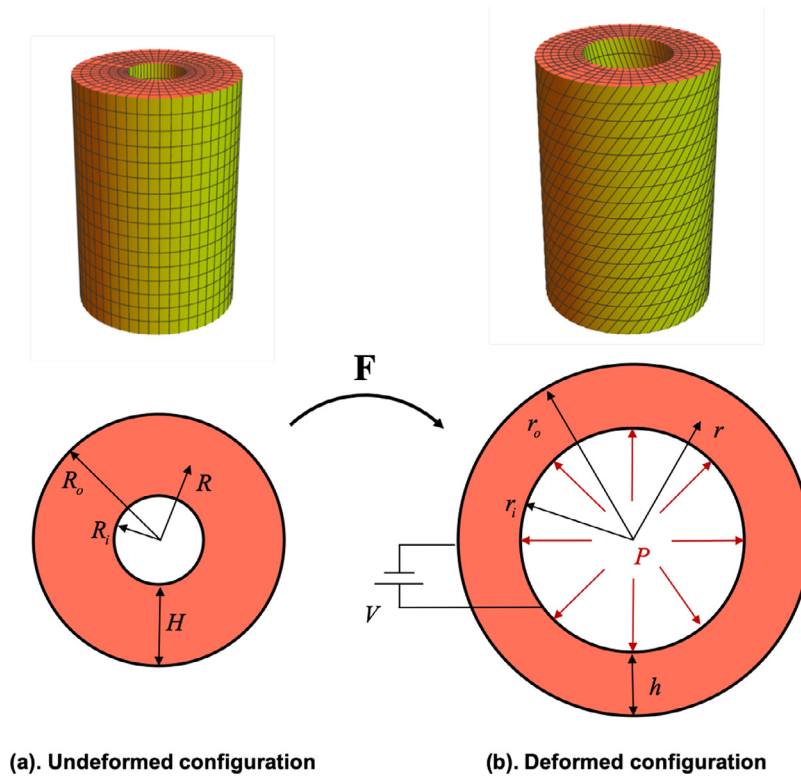 F
R_o
R
R_i
H
r_o
r
r_i
P
V
h
(a). Undeformed configuration
(b). Deformed configuration